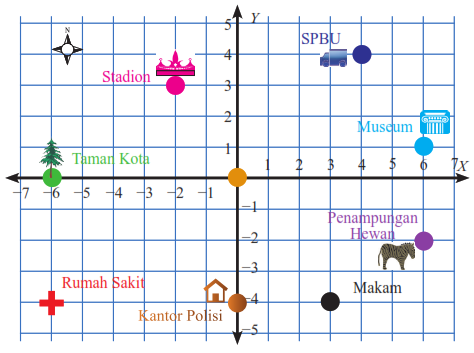 N
Y
5
SPBU
4
Stadion
3
2
Museum
1
Taman Kota
−7 −6 −5 −4 −3 −2 −1 1 2 3 4 5 6 7 X
−1
Penampungan
Hewan
−2
−3
Rumah Sakit
Makam
−4
Kantor Polisi
−5